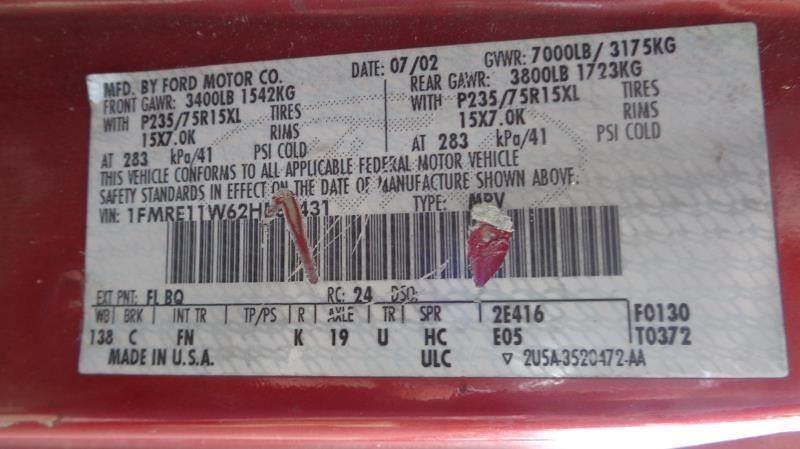 MFD. BY FORD MOTOR CO. DATE: 07/02 GVWR: 7000LB/ 3175KG
FRONT GAWR: 3400LB 1542KG REAR GAWR: 3800LB 1723KG
WITH P235/75R15XL TIRES WITH P235/75R15XL TIRES
15X7.0K RIMS 15X7.0K RIMS
AT 283 kPa/41 PSI COLD AT 283 kPa/41 PSI COLD
THIS VEHICLE CONFORMS TO ALL APPLICABLE FEDERAL MOTOR VEHICLE
SAFETY STANDARDS IN EFFECT ON THE DATE OF MANUFACTURE SHOWN ABOVE.
VIN: 1FMRE11W62H 431 TYPE: MPV
EXT PNT: FL BQ RC: 24 DSO:
WB BRK INT TR TP/PS R AXLE TR SPR 2E416 F0130
138 C FN K 19 U HC E05 T0372
MADE IN U.S.A. ULC ▽ 2U5A-3520472-AA